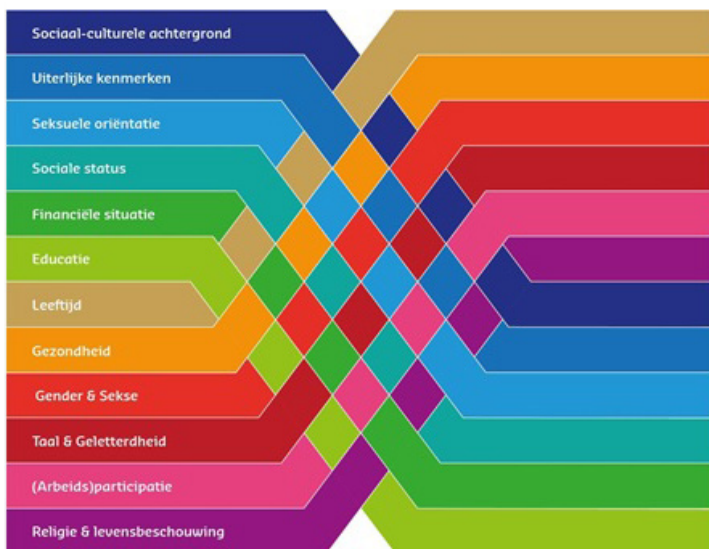 Sociaal-culturele achtergrond
Uiterlijke kenmerken
Seksuele oriëntatie
Sociale status
Financiële situatie
Educatie
Leeftijd
Gezondheid
Gender & Sekse
Taal & Geletterdheid
(Arbeids)participatie
Religie & levensbeschouwing